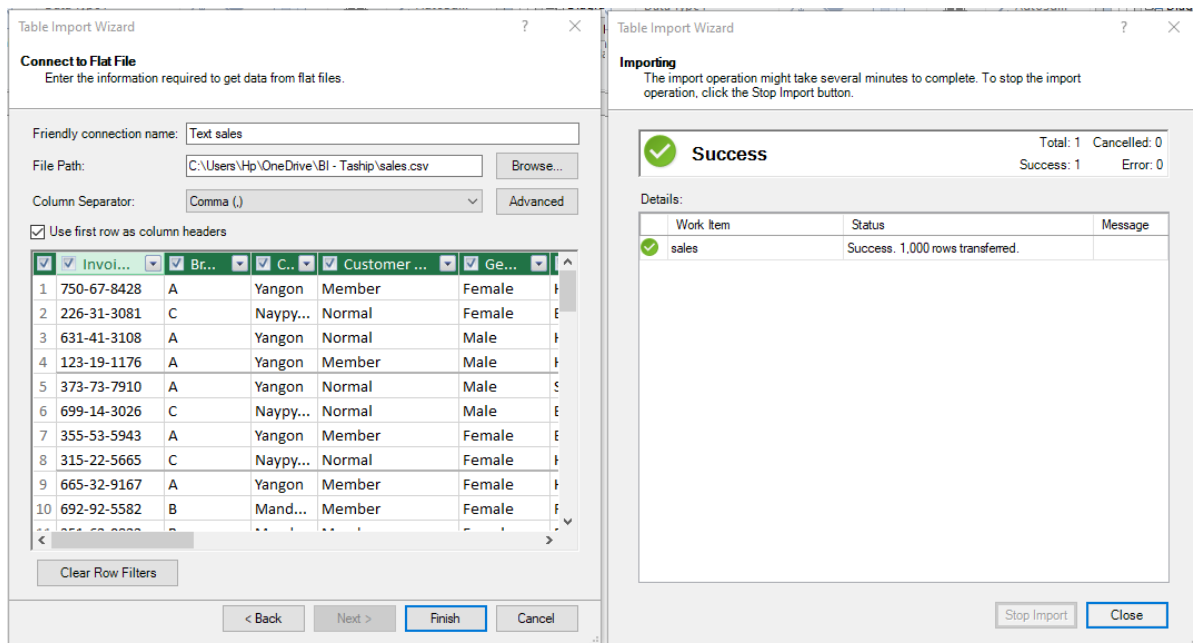 Table Import Wizard
Connect to Flat File
Enter the information required to get data from flat files.
Friendly connection name: Text sales
File Path: C:\Users\Hp\OneDrive\BI - Taship\sales.csv Browse...
Column Separator: Comma (,) Advanced
Use first row as column headers
Invoi... Br... C.. Customer ... Ge...
1 750-67-8428 A Yangon Member Female
2 226-31-3081 C Naypy... Normal Female
3 631-41-3108 A Yangon Normal Male
4 123-19-1176 A Yangon Member Male
5 373-73-7910 A Yangon Normal Male
6 699-14-3026 C Naypy... Normal Male
7 355-53-5943 A Yangon Member Female
8 315-22-5665 C Naypy... Normal Female
9 665-32-9167 A Yangon Member Female
10 692-92-5582 B Mand... Member Female
Clear Row Filters
< Back Next > Finish Cancel
Table Import Wizard
Importing
The import operation might take several minutes to complete. To stop the import
operation, click the Stop Import button.
Success
Total: 1 Cancelled: 0
Success: 1 Error: 0
Details:
Work Item Status Message
sales Success. 1,000 rows transferred.
Stop Import Close